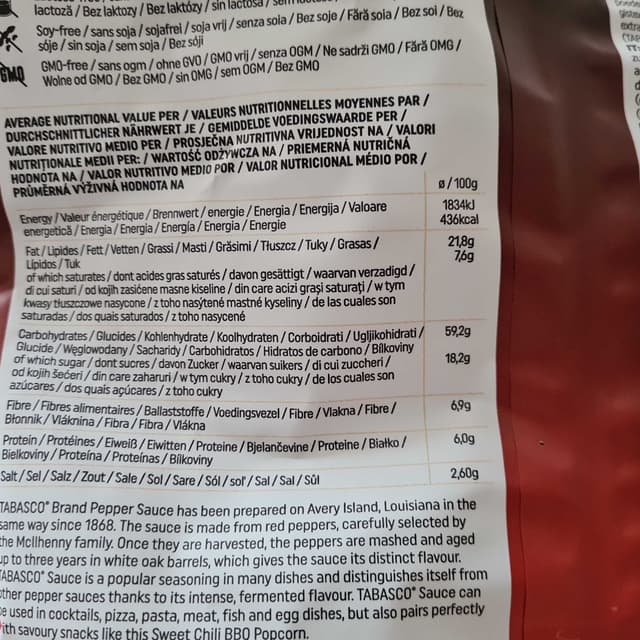 lactoză / Bez laktozy / Bez laktózy / sin lactosa /
Soy-free / sans soja / sojafrei / soja vrij / senza soia / Bez soje / Fără soia / Bez soi / Bez
sóje / sin soja / sem soja / Bez sóji
GMO-free / sans ogm / ohne GVO / GMO vrij / senza OGM / Ne sadrži GMO / Fără OMG /
Wolne od GMO / Bez GMO / sin OMG / sem OGM / Bez GMO
GMO
AVERAGE NUTRITIONAL VALUE PER / VALEURS NUTRITIONNELLES MOYENNES PAR /
DURCHSCHNITTLICHER NÄHRWERT JE / GEMIDDELDE VOEDINGSWAARDE PER /
VALORE NUTRITIVO MEDIO PER / PROSJEČNA NUTRITIVNA VRIJEDNOST NA / VALORI
NUTRIȚIONALE MEDII PER: / WARTOŚĆ ODŻYWCZA NA / PRIEMERNÁ NUTRIČNÁ
HODNOTA NA / VALOR NUTRITIVO MEDIO POR / VALOR NUTRICIONAL MÉDIO POR /
PRŮMĚRNÁ VÝŽIVNÁ HODNOTA NA
ø / 100g
Energy / Valeur énergétique / Brennwert / energie / Energia / Energija / Valoare 1834kJ
energetică / Energia / Energia / Energía / Energia / Energie 436kcal
Fat / Lipides / Fett / Vetten / Grassi / Masti / Grăsimi / Tłuszcz / Tuky / Grasas / 21,8g
Lípidos / Tuk 7,6g
of which saturates / dont acides gras saturés / davon gesättigt / waarvan verzadigd /
di cui saturi / od kojih zasićene masne kiseline / din care acizi grași saturați / w tym
kwasy tłuszczowe nasycone / z toho nasýtené mastné kyseliny / de las cuales son
saturadas / dos quais saturados / z toho nasycené
Carbohydrates / Glucides / Kohlenhydrate / Koolhydraten / Corboidrati / Ugljikohidrati / 59,2g
Glucide / Węglowodany / Sacharidy / Carbohidratos / Hidratos de carbono / Bílkoviny
of which sugar / dont sucres / davon Zucker / waarvan suikers / di cui zuccheri / 18,2g
od kojih šećeri / din care zaharuri / w tym cukry / z toho cukry / de los cuales son
azúcares / dos quais açúcares / z toho cukry
Fibre / Fibres alimentaires / Ballaststoffe / Voedingsvezel / Fibre / Vlakna / Fibre / 6,9g
Błonnik / Vláknina / Fibra / Fibra / Vlákna
Protein / Protéines / Eiweiß / Eiwitten / Proteine / Bjelančevine / Proteine / Białko / 6,0g
Bielkoviny / Proteína / Proteínas / Bílkoviny
Salt / Sel / Salz / Zout / Sale / Sol / Sare / Sól / soľ / Sal / Sal / Sůl 2,60g
TABASCO® Brand Pepper Sauce has been prepared on Avery Island, Louisiana in the
same way since 1868. The sauce is made from red peppers, carefully selected by
the McIlhenny family. Once they are harvested, the peppers are mashed and aged
up to three years in white oak barrels, which gives the sauce its distinct flavour.
TABASCO® Sauce is a popular seasoning in many dishes and distinguishes itself from
other pepper sauces thanks to its intense, fermented flavour. TABASCO® Sauce can
be used in cocktails, pizza, pasta, meat, fish and egg dishes, but also pairs perfectly
with savoury snacks like this Sweet Chili BBQ Popcorn.